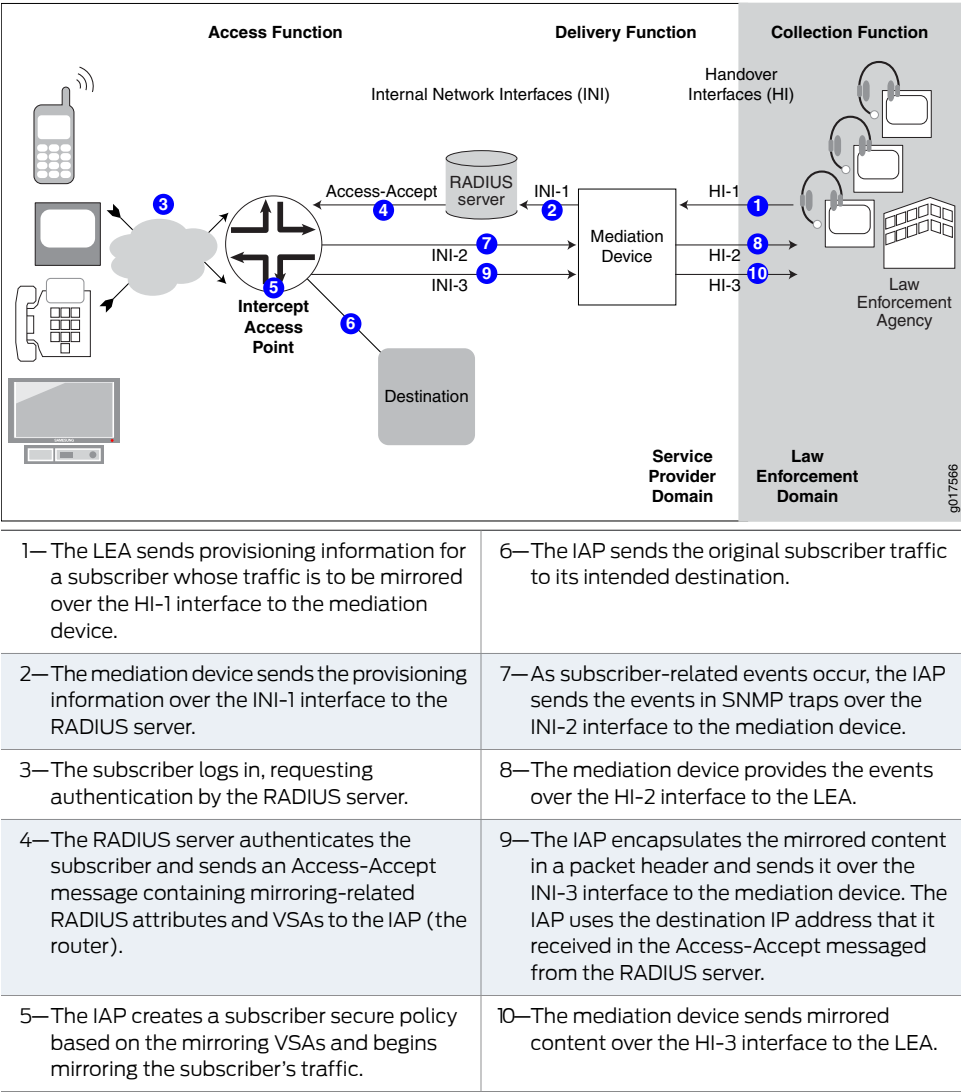 Access Function
Delivery Function
Collection Function
Internal Network Interfaces (INI)
Handover
Interfaces (HI)
Access-Accept
4
RADIUS
server
INI-1
2
HI-1
1
3
7
INI-2
9
INI-3
Mediation
Device
8
HI-2
10
HI-3
5
Intercept
Access
Point
6
Destination
Law
Enforcement
Agency
SAMSUNG
Service
Provider
Domain
Law
Enforcement
Domain
g017566
1—The LEA sends provisioning information for
a subscriber whose traffic is to be mirrored
over the HI-1 interface to the mediation
device.
6—The IAP sends the original subscriber traffic
to its intended destination.
2—The mediation device sends the provisioning
information over the INI-1 interface to the
RADIUS server.
7—As subscriber-related events occur, the IAP
sends the events in SNMP traps over the
INI-2 interface to the mediation device.
3—The subscriber logs in, requesting
authentication by the RADIUS server.
8—The mediation device provides the events
over the HI-2 interface to the LEA.
4—The RADIUS server authenticates the
subscriber and sends an Access-Accept
message containing mirroring-related
RADIUS attributes and VSAs to the IAP (the
router).
9—The IAP encapsulates the mirrored content
in a packet header and sends it over the
INI-3 interface to the mediation device. The
IAP uses the destination IP address that it
received in the Access-Accept messaged
from the RADIUS server.
5—The IAP creates a subscriber secure policy
based on the mirroring VSAs and begins
mirroring the subscriber's traffic.
10—The mediation device sends mirrored
content over the HI-3 interface to the LEA.